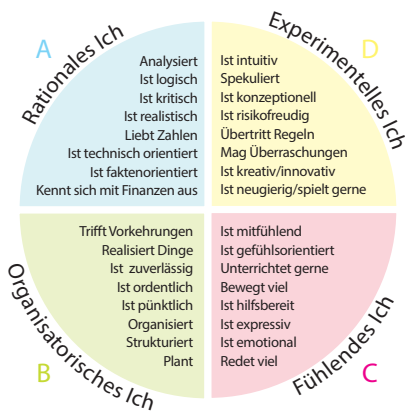 A
Rationales Ich
Analysiert
Ist logisch
Ist kritisch
Ist realistisch
Liebt Zahlen
Ist technisch orientiert
Ist faktenorientiert
Kennt sich mit Finanzen aus
D
Experimentelles Ich
Ist intuitiv
Spekuliert
Ist konzeptionell
Ist risikofreudig
Übertritt Regeln
Mag Überraschungen
Ist kreativ/innovativ
Ist neugierig/spielt gerne
B
Organisatorisches Ich
Trifft Vorkehrungen
Realisiert Dinge
Ist zuverlässig
Ist ordentlich
Ist pünktlich
Organisiert
Strukturiert
Plant
C
Fühlendes Ich
Ist mitfühlend
Ist gefühlsorientiert
Unterrichtet gerne
Bewegt viel
Ist hilfsbereit
Ist expressiv
Ist emotional
Redet viel